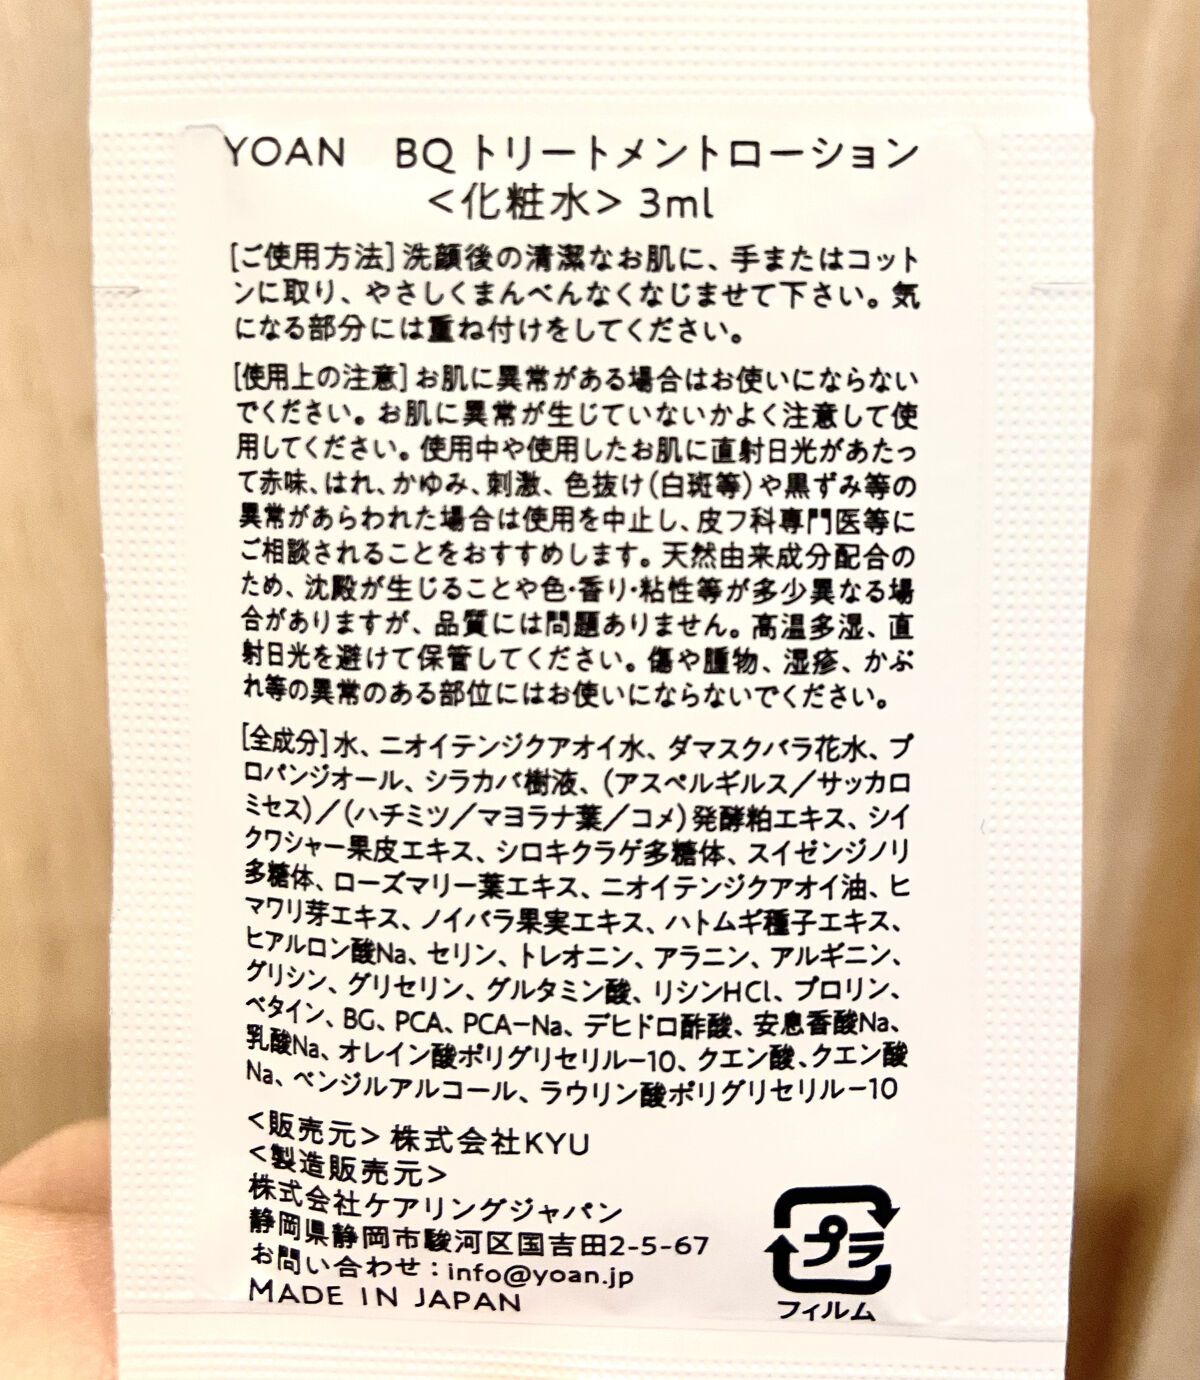 YOAN BQ トリートメントローション
<化粧水> 3ml
[ご使用方法] 洗顔後の清潔なお肌に、手またはコット
ンに取り、やさしくまんべんなくなじませて下さい。気
になる部分には重ね付けをしてください。
[使用上の注意] お肌に異常がある場合はお使いにならない
でください。お肌に異常が生じていないかよく注意して使
用してください。使用中や使用したお肌に直射日光があたっ
て赤味、はれ、かゆみ、刺激、色抜け(白斑等)や黒ずみ等の
異常があらわれた場合は使用を中止し、皮フ科専門医等に
ご相談されることをおすすめします。天然由来成分配合の
ため、沈殿が生じることや色・香り・粘性等が多少異なる場
合がありますが、品質には問題ありません。高温多湿、直
射日光を避けて保管してください。傷や腫物、湿疹、かぶ
れ等の異常のある部位にはお使いにならないでください。
[全成分] 水、ニオイテンジクアオイ水、ダマスクバラ花水、プ
ロパンジオール、シラカバ樹液、(アスペルギルス/サッカロ
ミセス)/(ハチミツ/マヨラナ葉/コメ)発酵粕エキス、シイ
クワシャー果皮エキス、シロキクラゲ多糖体、スイゼンジノリ
多糖体、ローズマリー葉エキス、ニオイテンジクアオイ油、ヒ
マワリ芽エキス、ノイバラ果実エキス、ハトムギ種子エキス、
ヒアルロン酸Na、セリン、トレオニン、アラニン、アルギニン、
グリシン、グリセリン、グルタミン酸、リシンHCl、プロリン、
ベタイン、BG、PCA、PCA-Na、デヒドロ酢酸、安息香酸Na、
乳酸Na、オレイン酸ポリグリセリル-10、クエン酸、クエン酸
Na、ベンジルアルコール、ラウリン酸ポリグリセリル-10
<販売元> 株式会社KYU
<製造販売元>
株式会社ケアリングジャパン
静岡県静岡市駿河区国吉田2-5-67
お問い合わせ:info@yoan.jp
MADE IN JAPAN
プラ
フィルム